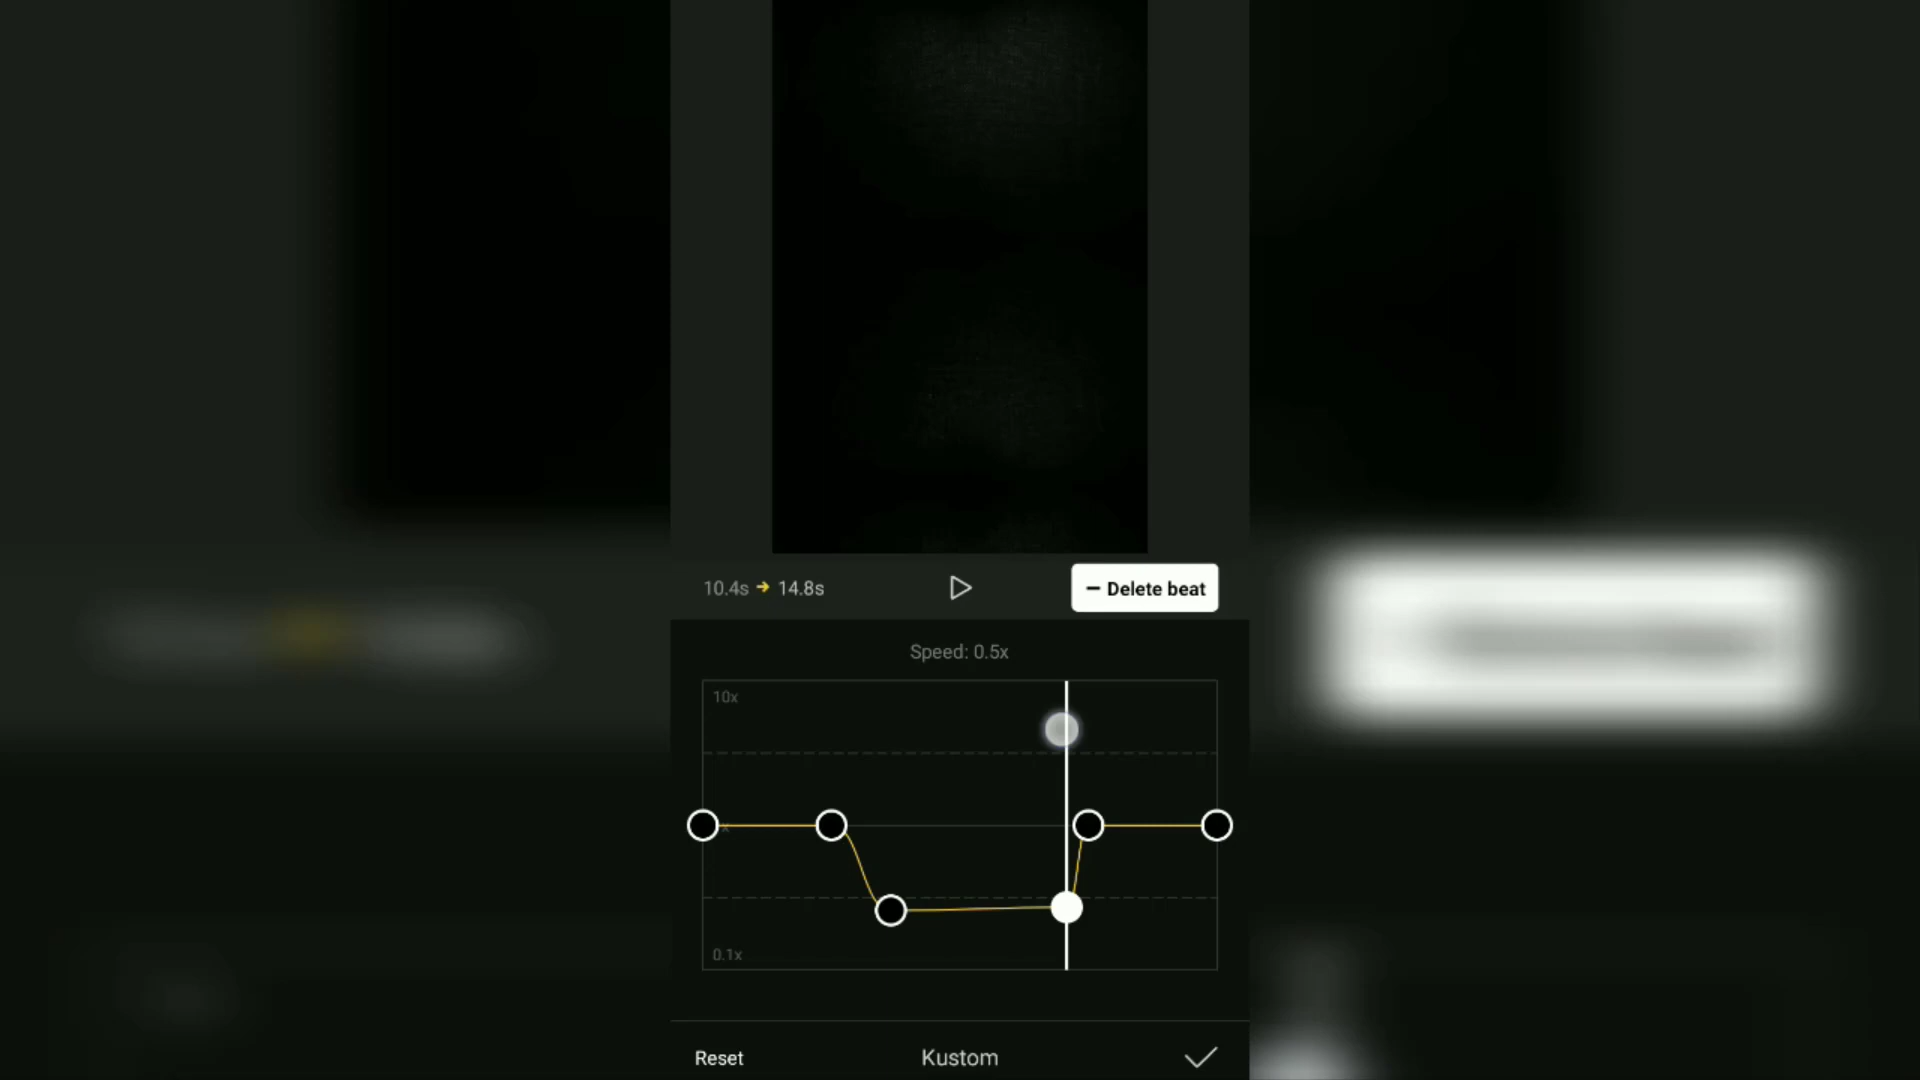 10.4s → 14.8s
− Delete beat
Speed: 0.5x
10x
x
0.1x
Reset
Kustom